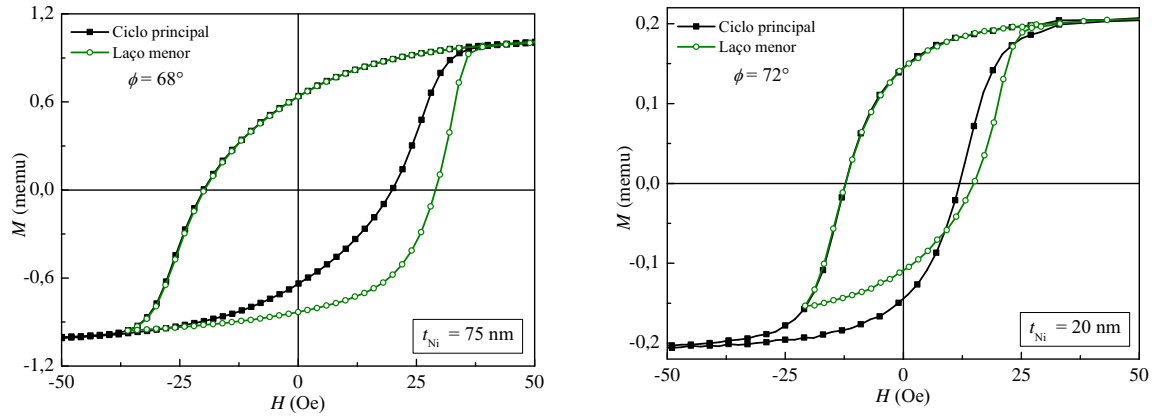 1,2
0,6
0,0
-0,6
-1,2
M (memu)
Ciclo principal
Laço menor
ϕ = 68°
t_Ni = 75 nm
-50 -25 0 25 50
H (Oe)
0,2
0,1
0,0
-0,1
-0,2
M (memu)
Ciclo principal
Laço menor
ϕ = 72°
t_Ni = 20 nm
-50 -25 0 25 50
H (Oe)